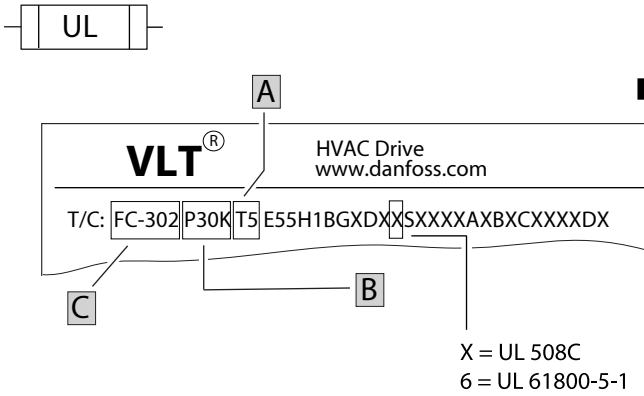 UL
A
VLT® HVAC Drive
www.danfoss.com
T/C: FC-302 P30K T5 E55H1BGXDXXSXXXXAXBXCXXXXDX
C B
X = UL 508C
6 = UL 61800-5-1